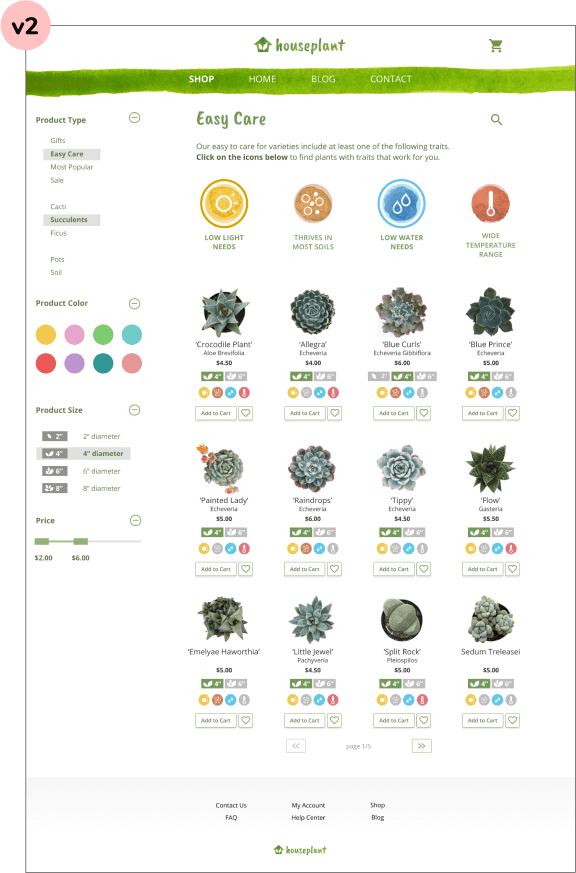 v2
houseplant
SHOP HOME BLOG CONTACT
Product Type
Gifts
Easy Care
Most Popular
Sale
Cacti
Succulents
Ficus
Pots
Soil
Product Color
Product Size
2" 2" diameter
4" 4" diameter
6" 6" diameter
8" 8" diameter
Price
$2.00 $6.00
Easy Care
Our easy to care for varieties include at least one of the following traits.
Click on the icons below to find plants with traits that work for you.
LOW LIGHT
NEEDS
THRIVES IN
MOST SOILS
LOW WATER
NEEDS
WIDE
TEMPERATURE
RANGE
'Crocodile Plant'
Aloe Brevifolia
$4.50
4" 6"
Add to Cart
'Allegra'
Echeveria
$4.00
4" 6"
Add to Cart
'Blue Curls'
Echeveria Gibbiflora
$6.00
2" 4" 6"
Add to Cart
'Blue Prince'
Echeveria
$5.00
4" 6"
Add to Cart
'Painted Lady'
Echeveria
$5.00
4" 6"
Add to Cart
'Raindrops'
Echeveria
$6.00
4" 6"
Add to Cart
'Tippy'
Echeveria
$4.50
4" 6"
Add to Cart
'Flow'
Gasteria
$5.50
4" 6"
Add to Cart
'Emelyae Haworthia'
$5.00
4" 6"
Add to Cart
'Little Jewel'
Pachyveria
$4.50
4" 6"
Add to Cart
'Split Rock'
Pleiospilos
$5.00
4" 6"
Add to Cart
Sedum Treleasei
$5.00
4" 6"
Add to Cart
<< page 1/5 >>
Contact Us My Account Shop
FAQ Help Center Blog
houseplant